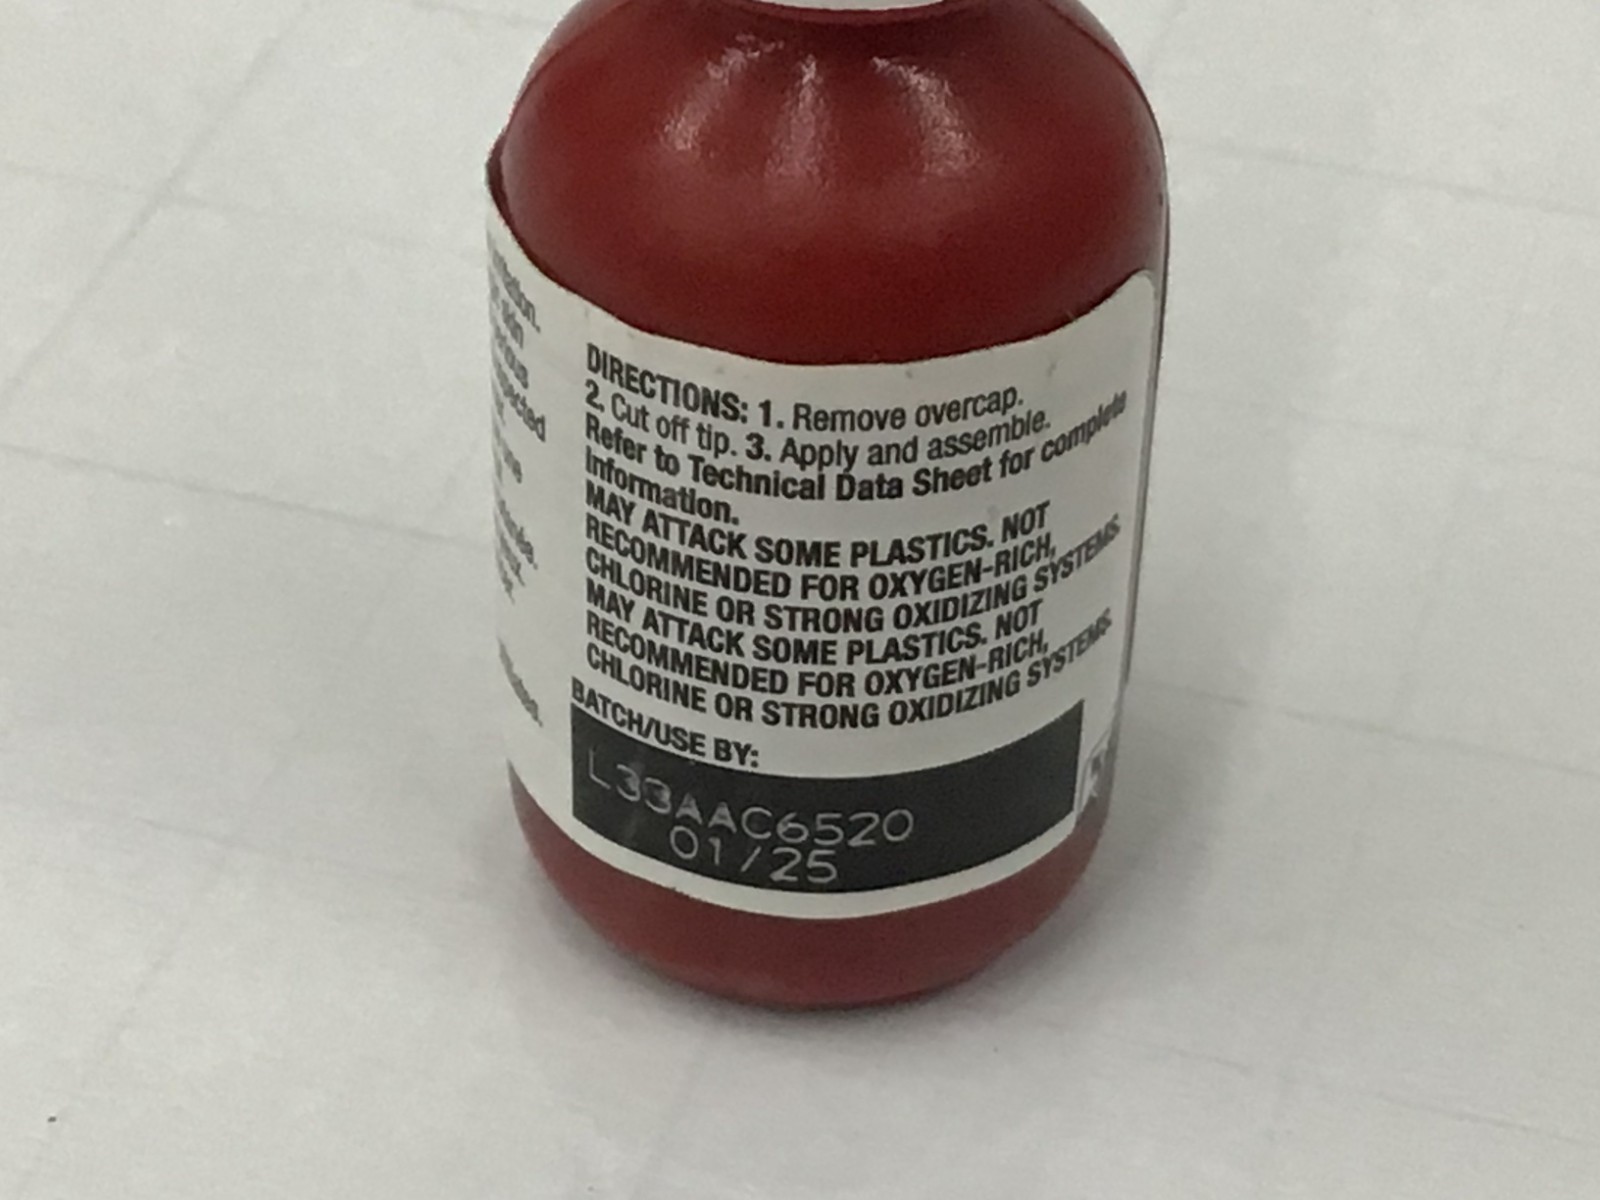 DIRECTIONS: 1. Remove overcap.
2. Cut off tip. 3. Apply and assemble.
Refer to Technical Data Sheet for complete
Information.
MAY ATTACK SOME PLASTICS. NOT
RECOMMENDED FOR OXYGEN-RICH,
CHLORINE OR STRONG OXIDIZING SYSTEMS.
MAY ATTACK SOME PLASTICS. NOT
RECOMMENDED FOR OXYGEN-RICH,
CHLORINE OR STRONG OXIDIZING SYSTEMS.
BATCH/USE BY:
L33AAC6520
01/25